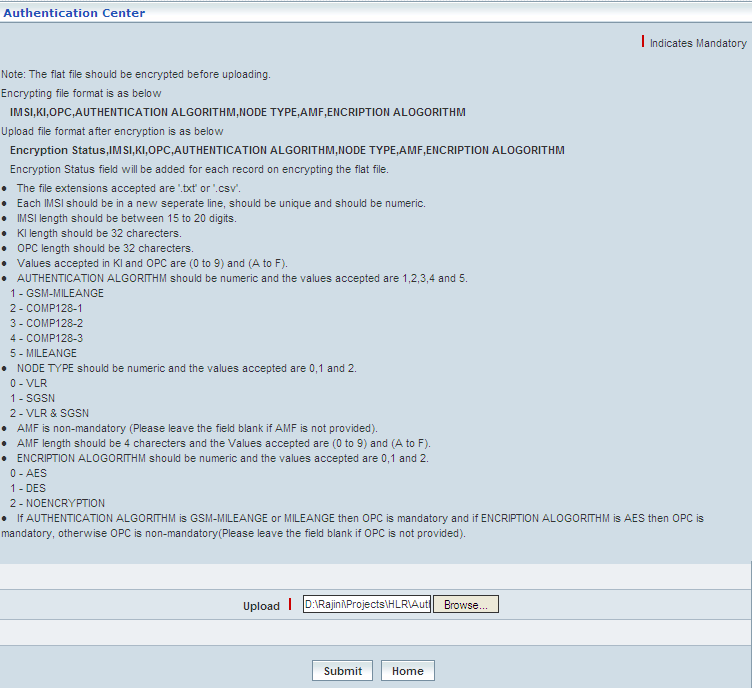 Authentication Center
Indicates Mandatory
Note: The flat file should be encrypted before uploading.
Encrypting file format is as below
IMSI,KI,OPC,AUTHENTICATION ALGORITHM,NODE TYPE,AMF,ENCRIPTION ALOGORITHM
Upload file format after encryption is as below
Encryption Status,IMSI,KI,OPC,AUTHENTICATION ALGORITHM,NODE TYPE,AMF,ENCRIPTION ALOGORITHM
Encryption Status field will be added for each record on encrypting the flat file.
• The file extensions accepted are '.txt' or '.csv'.
• Each IMSI should be in a new seperate line, should be unique and should be numeric.
• IMSI length should be between 15 to 20 digits.
• KI length should be 32 charecters.
• OPC length should be 32 charecters.
• Values accepted in KI and OPC are (0 to 9) and (A to F).
• AUTHENTICATION ALGORITHM should be numeric and the values accepted are 1,2,3,4 and 5.
1 - GSM-MILEANGE
2 - COMP128-1
3 - COMP128-2
4 - COMP128-3
5 - MILEANGE
• NODE TYPE should be numeric and the values accepted are 0,1 and 2.
0 - VLR
1 - SGSN
2 - VLR & SGSN
• AMF is non-mandatory (Please leave the field blank if AMF is not provided).
• AMF length should be 4 charecters and the Values accepted are (0 to 9) and (A to F).
• ENCRIPTION ALOGORITHM should be numeric and the values accepted are 0,1 and 2.
0 - AES
1 - DES
2 - NOENCRYPTION
• If AUTHENTICATION ALGORITHM is GSM-MILEANGE or MILEANGE then OPC is mandatory and if ENCRIPTION ALOGORITHM is AES then OPC is
mandatory, otherwise OPC is non-mandatory(Please leave the field blank if OPC is not provided).
Upload D:\Rajini\Projects\HLR\Auth Browse...
Submit Home